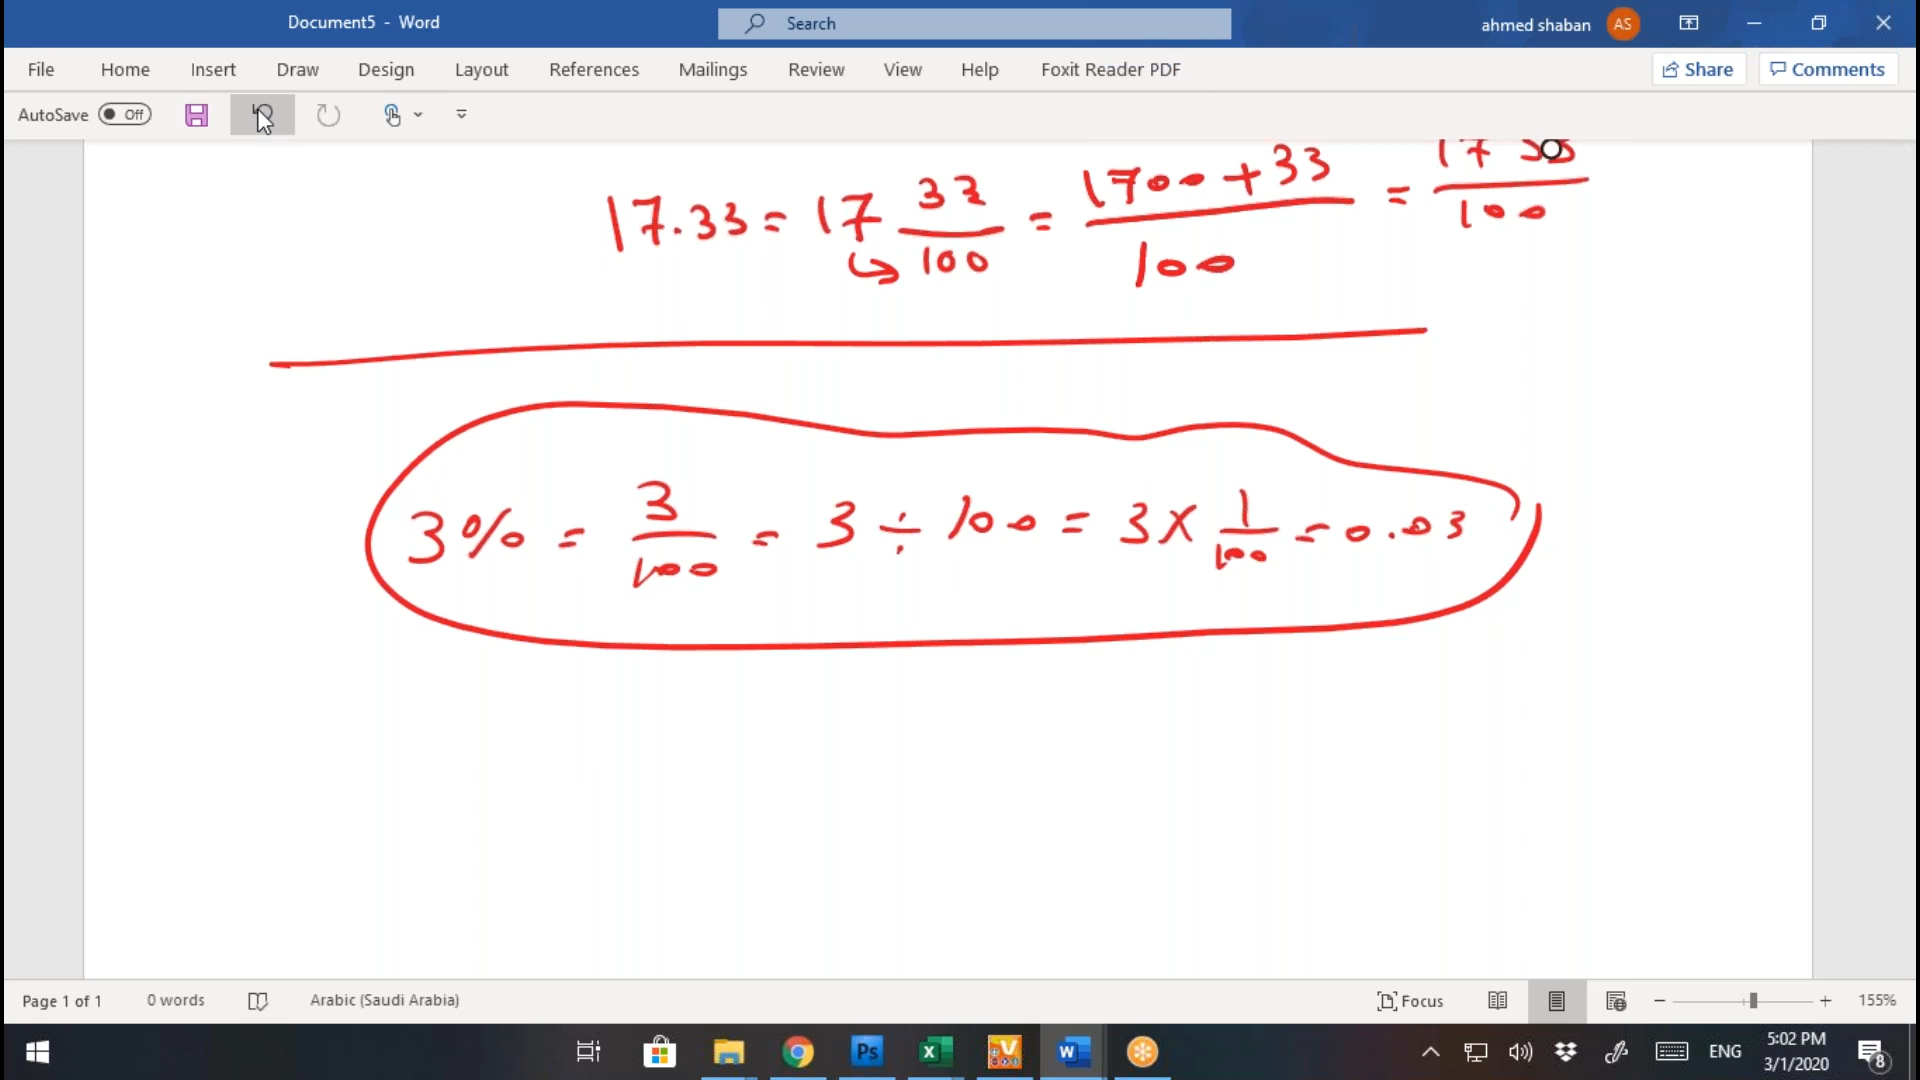 Document5 - Word
Search
ahmed shaban AS
File Home Insert Draw Design Layout References Mailings Review View Help Foxit Reader PDF Share Comments
AutoSave Off
17.33 = 17 33/100 = 1700+33/100 = 1733/100
3% = 3/100 = 3 ÷ 100 = 3 × 1/100 = 0.03
Page 1 of 1 0 words Arabic (Saudi Arabia) Focus − + 155%
Ps X V W ENG 5:02 PM
3/1/2020 8